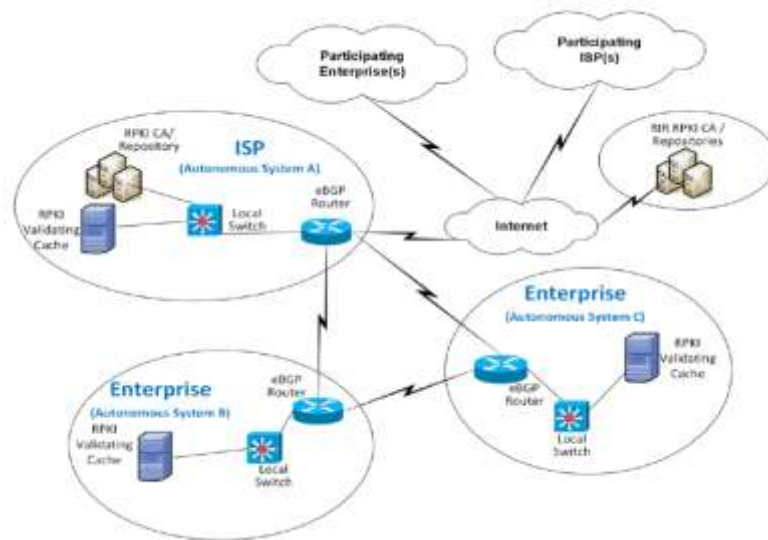 Participating
Enterprise(s)
Participating
ISP(s)
RPKI CA/
Repository
ISP
(Autonomous System A)
RIR RPKI CA /
Repositories
eBGP
Router
RPKI
Validating
Cache
Local
Switch
Internet
Enterprise
(Autonomous System C)
RPKI
Validating
Cache
eBGP
Router
Local
Switch
Enterprise
(Autonomous System B)
eBGP
Router
RPKI
Validating
Cache
Local
Switch